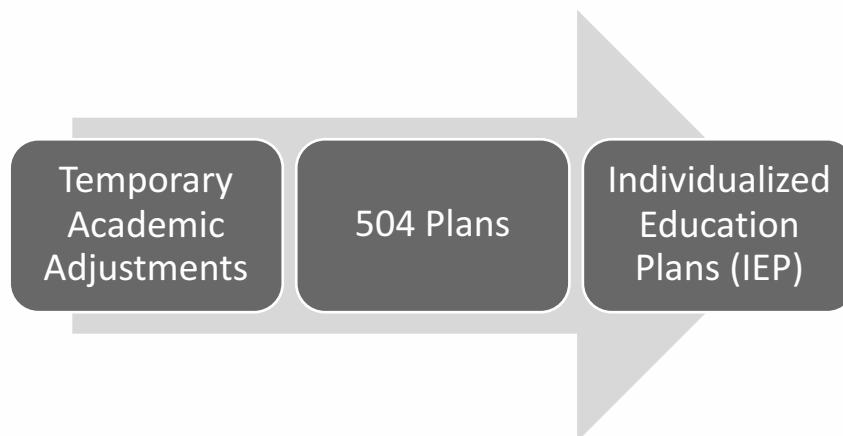 Temporary
Academic
Adjustments
504 Plans
Individualized
Education
Plans (IEP)